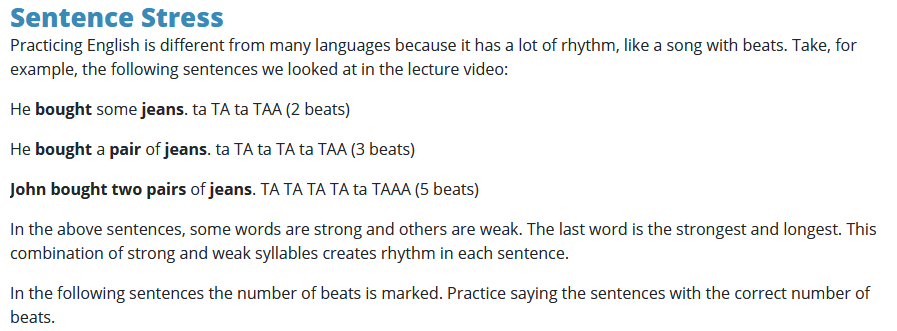 Sentence Stress
Practicing English is different from many languages because it has a lot of rhythm, like a song with beats. Take, for
example, the following sentences we looked at in the lecture video:
He bought some jeans. ta TA ta TAA (2 beats)
He bought a pair of jeans. ta TA ta TA ta TAA (3 beats)
John bought two pairs of jeans. TA TA TA TA ta TAAA (5 beats)
In the above sentences, some words are strong and others are weak. The last word is the strongest and longest. This
combination of strong and weak syllables creates rhythm in each sentence.
In the following sentences the number of beats is marked. Practice saying the sentences with the correct number of
beats.